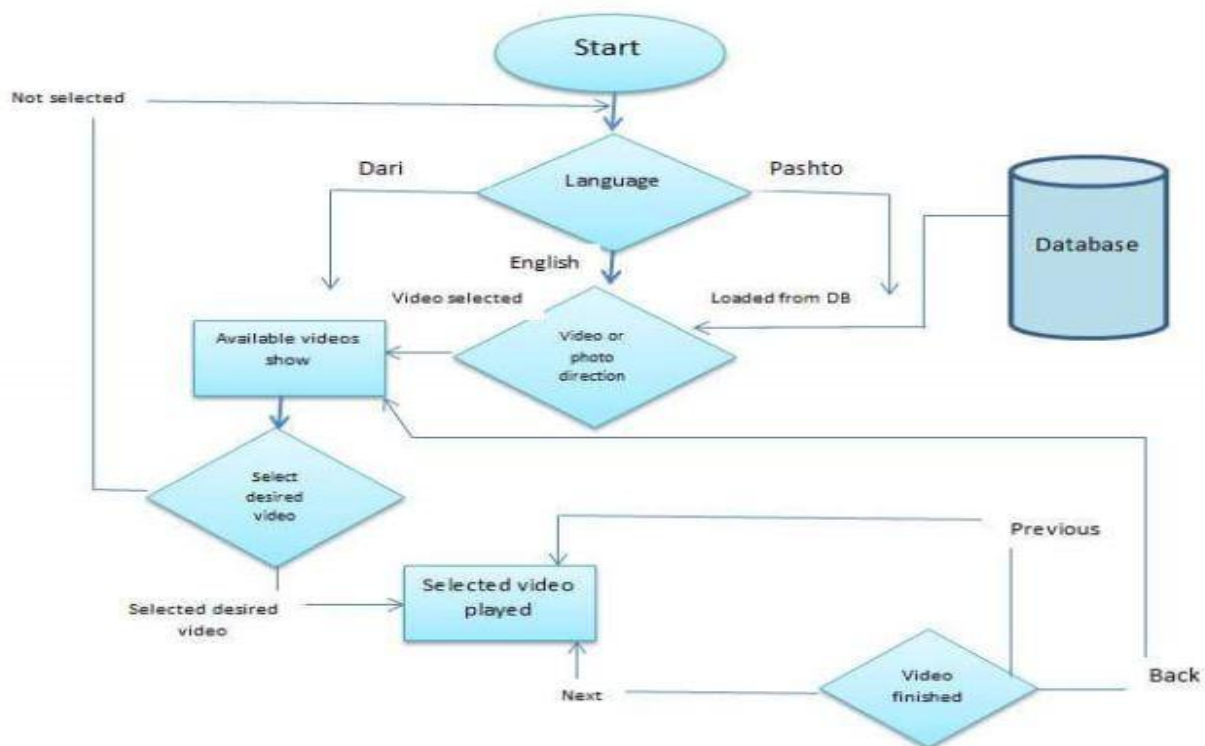 Start
Not selected
Dari
Language
Pashto
Database
English
Video selected
Loaded from DB
Available videos
show
Video or
photo
direction
Select
desired
video
Previous
Selected video
played
Selected desired
video
Video
finished
Back
Next